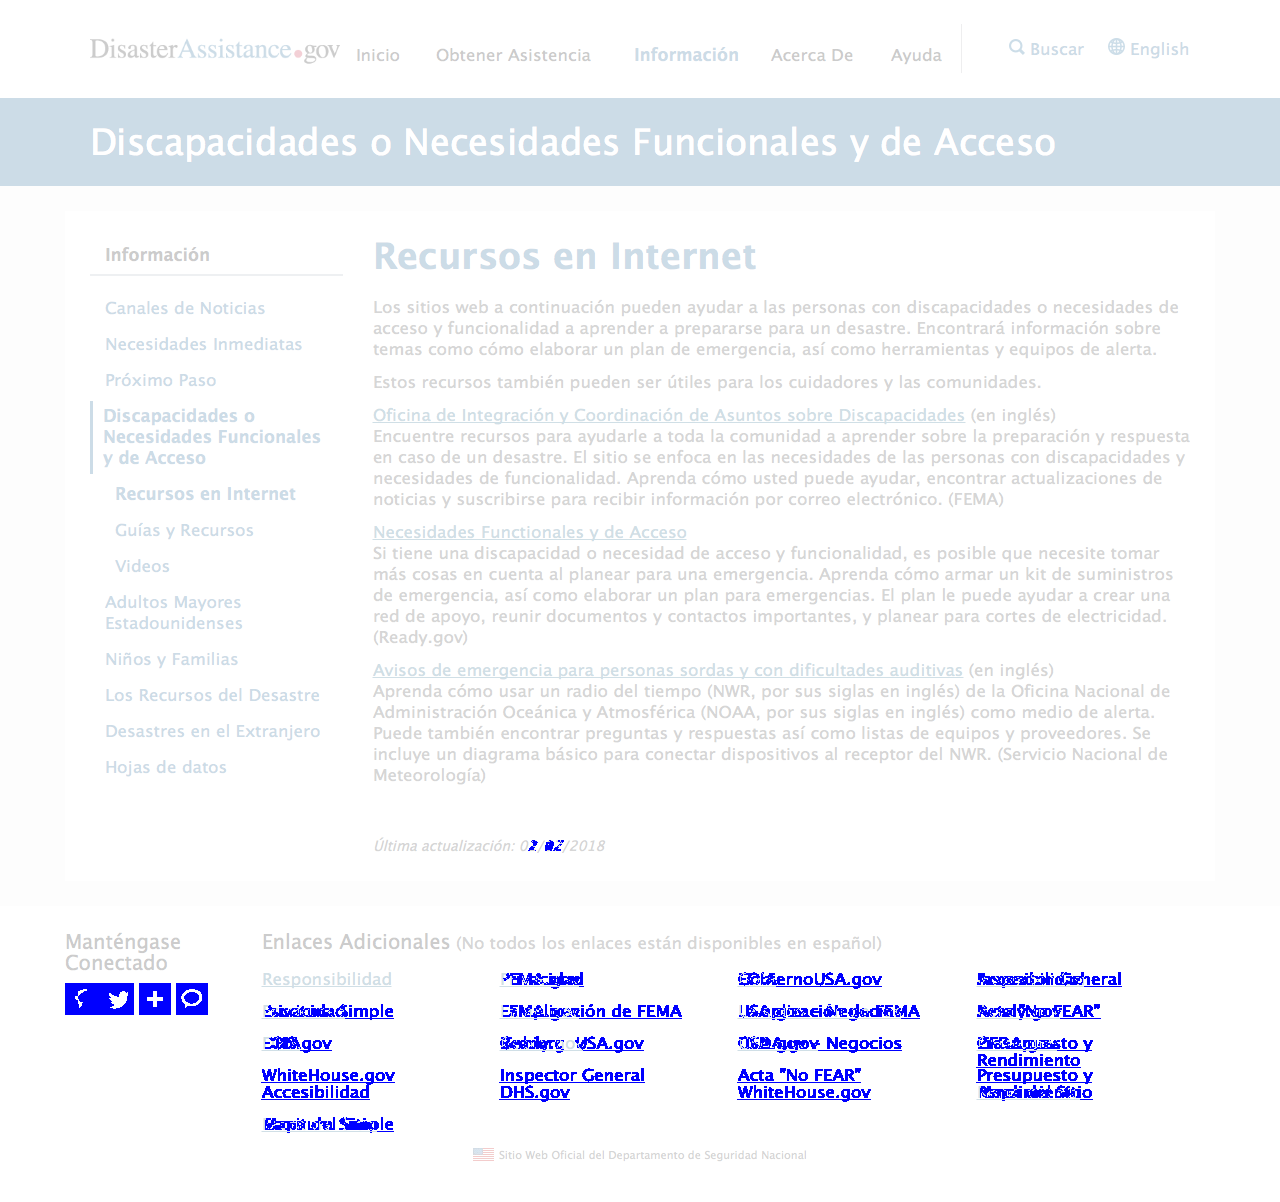 DisasterAssistance.gov
Inicio Obtener Asistencia Información Acerca De Ayuda Buscar English
Discapacidades o Necesidades Funcionales y de Acceso
Información
Canales de Noticias
Necesidades Inmediatas
Próximo Paso
Discapacidades o
Necesidades Funcionales
y de Acceso
Recursos en Internet
Guías y Recursos
Videos
Adultos Mayores
Estadounidenses
Niños y Familias
Los Recursos del Desastre
Desastres en el Extranjero
Hojas de datos
Recursos en Internet
Los sitios web a continuación pueden ayudar a las personas con discapacidades o necesidades de
acceso y funcionalidad a aprender a prepararse para un desastre. Encontrará información sobre
temas como cómo elaborar un plan de emergencia, así como herramientas y equipos de alerta.
Estos recursos también pueden ser útiles para los cuidadores y las comunidades.
Oficina de Integración y Coordinación de Asuntos sobre Discapacidades (en inglés)
Encuentre recursos para ayudarle a toda la comunidad a aprender sobre la preparación y respuesta
en caso de un desastre. El sitio se enfoca en las necesidades de las personas con discapacidades y
necesidades de funcionalidad. Aprenda cómo usted puede ayudar, encontrar actualizaciones de
noticias y suscribirse para recibir información por correo electrónico. (FEMA)
Necesidades Functionales y de Acceso
Si tiene una discapacidad o necesidad de acceso y funcionalidad, es posible que necesite tomar
más cosas en cuenta al planear para una emergencia. Aprenda cómo armar un kit de suministros
de emergencia, así como elaborar un plan para emergencias. El plan le puede ayudar a crear una
red de apoyo, reunir documentos y contactos importantes, y planear para cortes de electricidad.
(Ready.gov)
Avisos de emergencia para personas sordas y con dificultades auditivas (en inglés)
Aprenda cómo usar un radio del tiempo (NWR, por sus siglas en inglés) de la Oficina Nacional de
Administración Oceánica y Atmosférica (NOAA, por sus siglas en inglés) como medio de alerta.
Puede también encontrar preguntas y respuestas así como listas de equipos y proveedores. Se
incluye un diagrama básico para conectar dispositivos al receptor del NWR. (Servicio Nacional de
Meteorología)
Última actualización: /2018
Manténgase
Conectado
Enlaces Adicionales (No todos los enlaces están disponibles en español)
Responsibilidad
de FEMA "No FEAR"
- Negocios
Rendimiento
WhiteHouse.gov Inspector General Acta "No FEAR" Presupuesto y
Accesibilidad DHS.gov WhiteHouse.gov
Sitio Web Oficial del Departamento de Seguridad Nacional